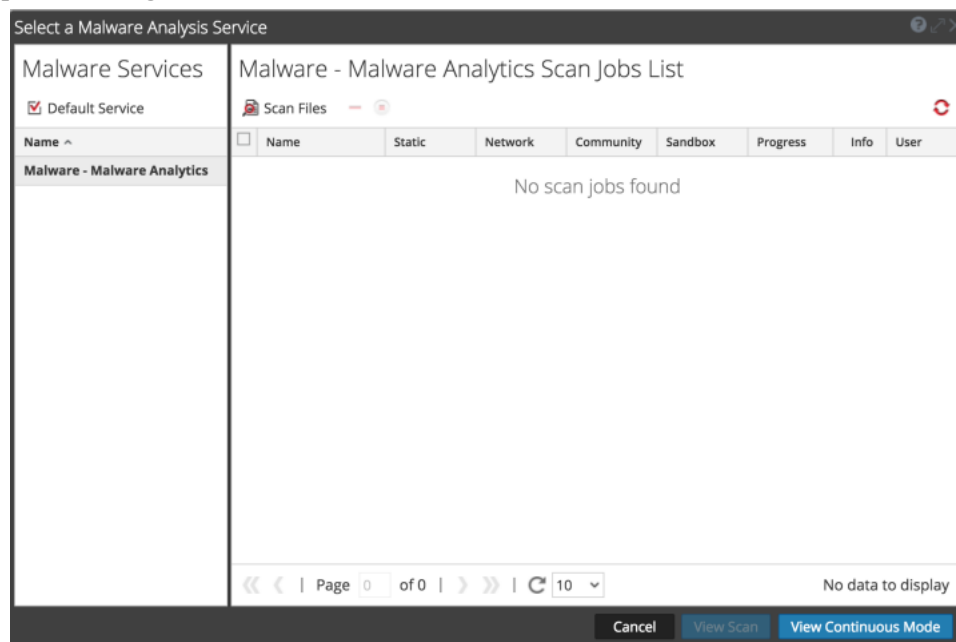 Select a Malware Analysis Service
Malware Services
Default Service
Name
Malware - Malware Analytics
Malware - Malware Analytics Scan Jobs List
Scan Files
Name Static Network Community Sandbox Progress Info User
No scan jobs found
Page 0 of 0 | 10 No data to display
Cancel View Scan View Continuous Mode